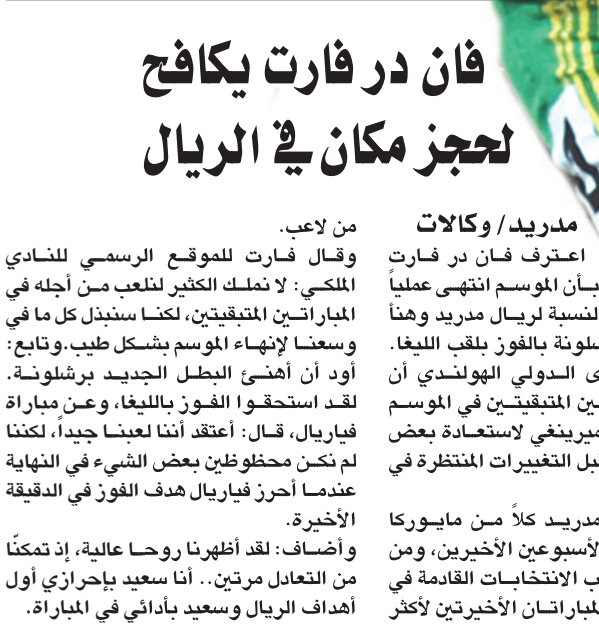 فان در فارت يكافح
لحجز مكان في الريال
مدريد/ وكالات
اعترف فان در فارت
بأن الموسم انتهى عملياً
لنسبة لريال مدريد وهنأ
شلونة بالفوز بلقب الليغا.
ى الدولي الهولندي أن
ين المتبقيتين في الموسم
ميرينغي لاستعادة بعض
قبل التغييرات المنتظرة في
مدريد كلاً من مايوركا
لأسبوعين الأخيرين، ومن
ب الانتخابات القادمة في
لمباراتان الأخيرتين لأكثر
من لاعب.
وقال فارت للموقع الرسمي للنادي
الملكي: لا نملك الكثير لنلعب من أجله في
المباراتين المتبقيتين، لكنا سنبذل كل ما في
وسعنا لإنهاء الموسم بشكل طيب.وتابع:
أود أن أهنئ البطل الجديد برشلونة.
لقد استحقوا الفوز بالليغا، وعن مباراة
فياريال، قال: أعتقد أننا لعبنا جيداً، لكننا
لم نكن محظوظين بعض الشيء في النهاية
عندما أحرز فياريال هدف الفوز في الدقيقة
الأخيرة.
وأضاف: لقد أظهرنا روحا عالية، إذ تمكنّا
من التعادل مرتين.. أنا سعيد بإحرازي أول
أهداف الريال وسعيد بأدائي في المباراة.